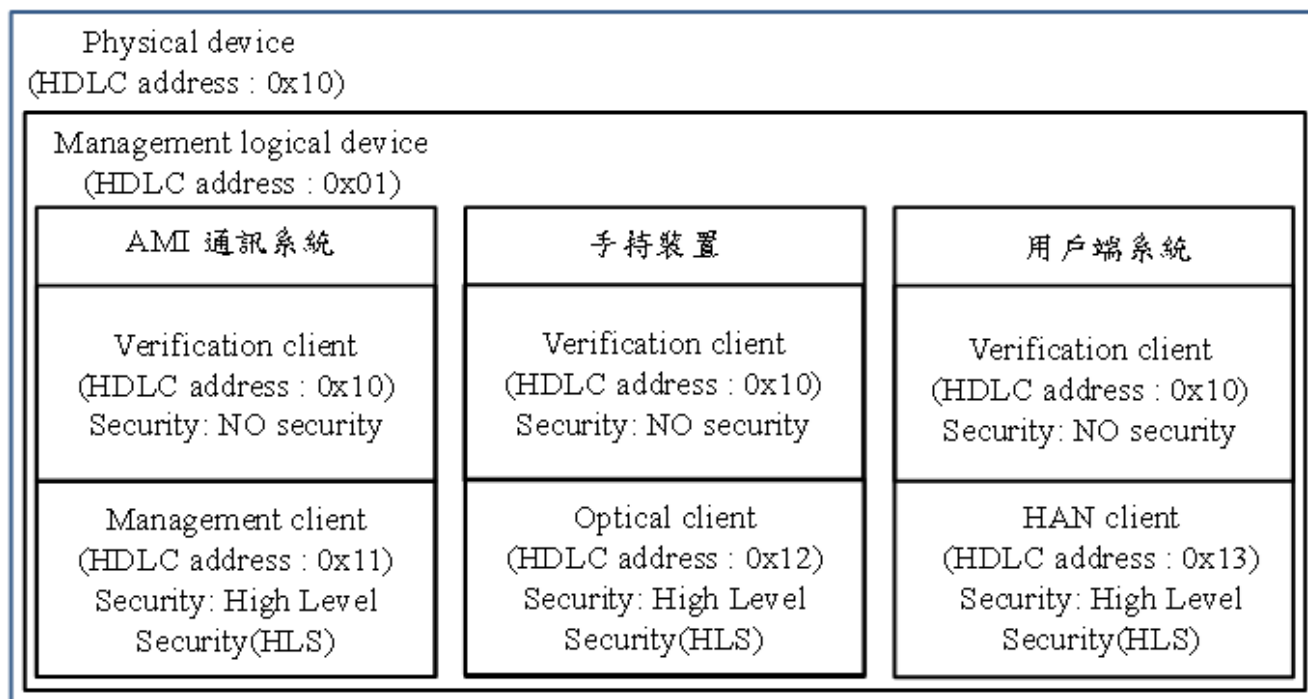 Physical device
(HDLC address : 0x10)
Management logical device
(HDLC address : 0x01)
AMI 通訊系統
Verification client
(HDLC address : 0x10)
Security: NO security
Management client
(HDLC address : 0x11)
Security: High Level
Security(HLS)
手持裝置
Verification client
(HDLC address : 0x10)
Security: NO security
Optical client
(HDLC address : 0x12)
Security: High Level
Security(HLS)
用戶端系統
Verification client
(HDLC address : 0x10)
Security: NO security
HAN client
(HDLC address : 0x13)
Security: High Level
Security(HLS)